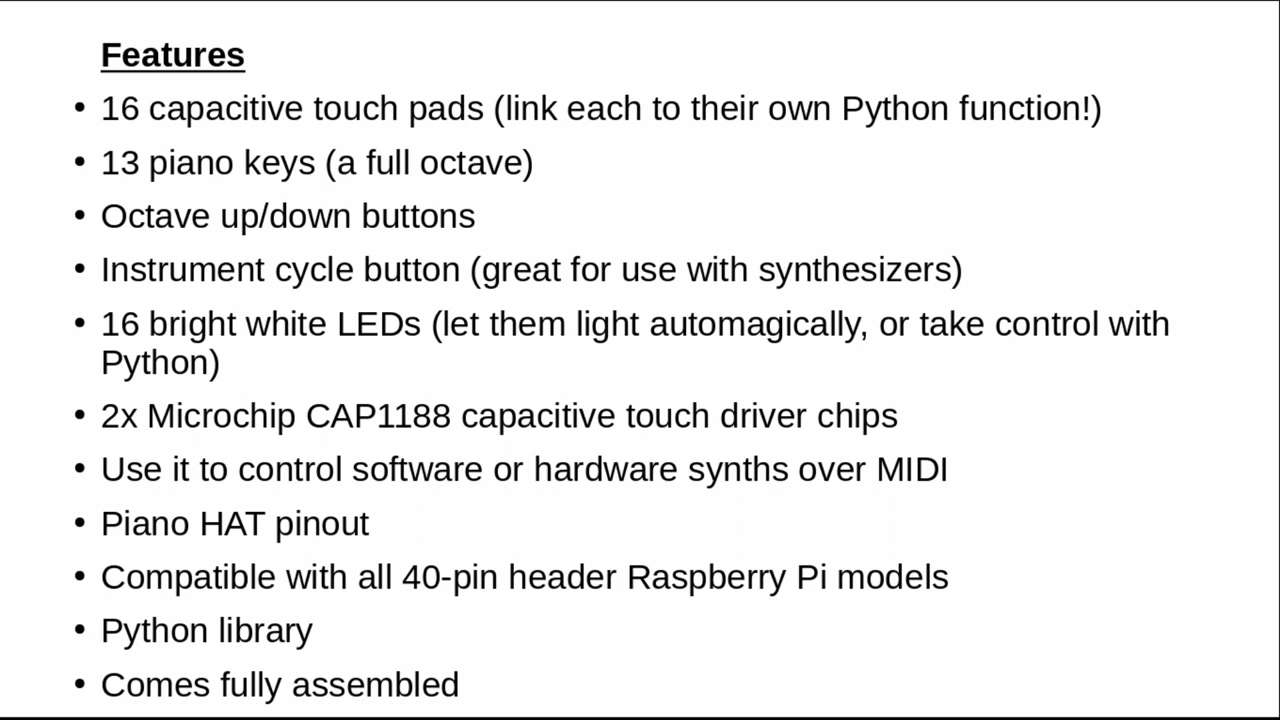 Features
• 16 capacitive touch pads (link each to their own Python function!)
• 13 piano keys (a full octave)
• Octave up/down buttons
• Instrument cycle button (great for use with synthesizers)
• 16 bright white LEDs (let them light automagically, or take control with
Python)
• 2x Microchip CAP1188 capacitive touch driver chips
• Use it to control software or hardware synths over MIDI
• Piano HAT pinout
• Compatible with all 40-pin header Raspberry Pi models
• Python library
• Comes fully assembled